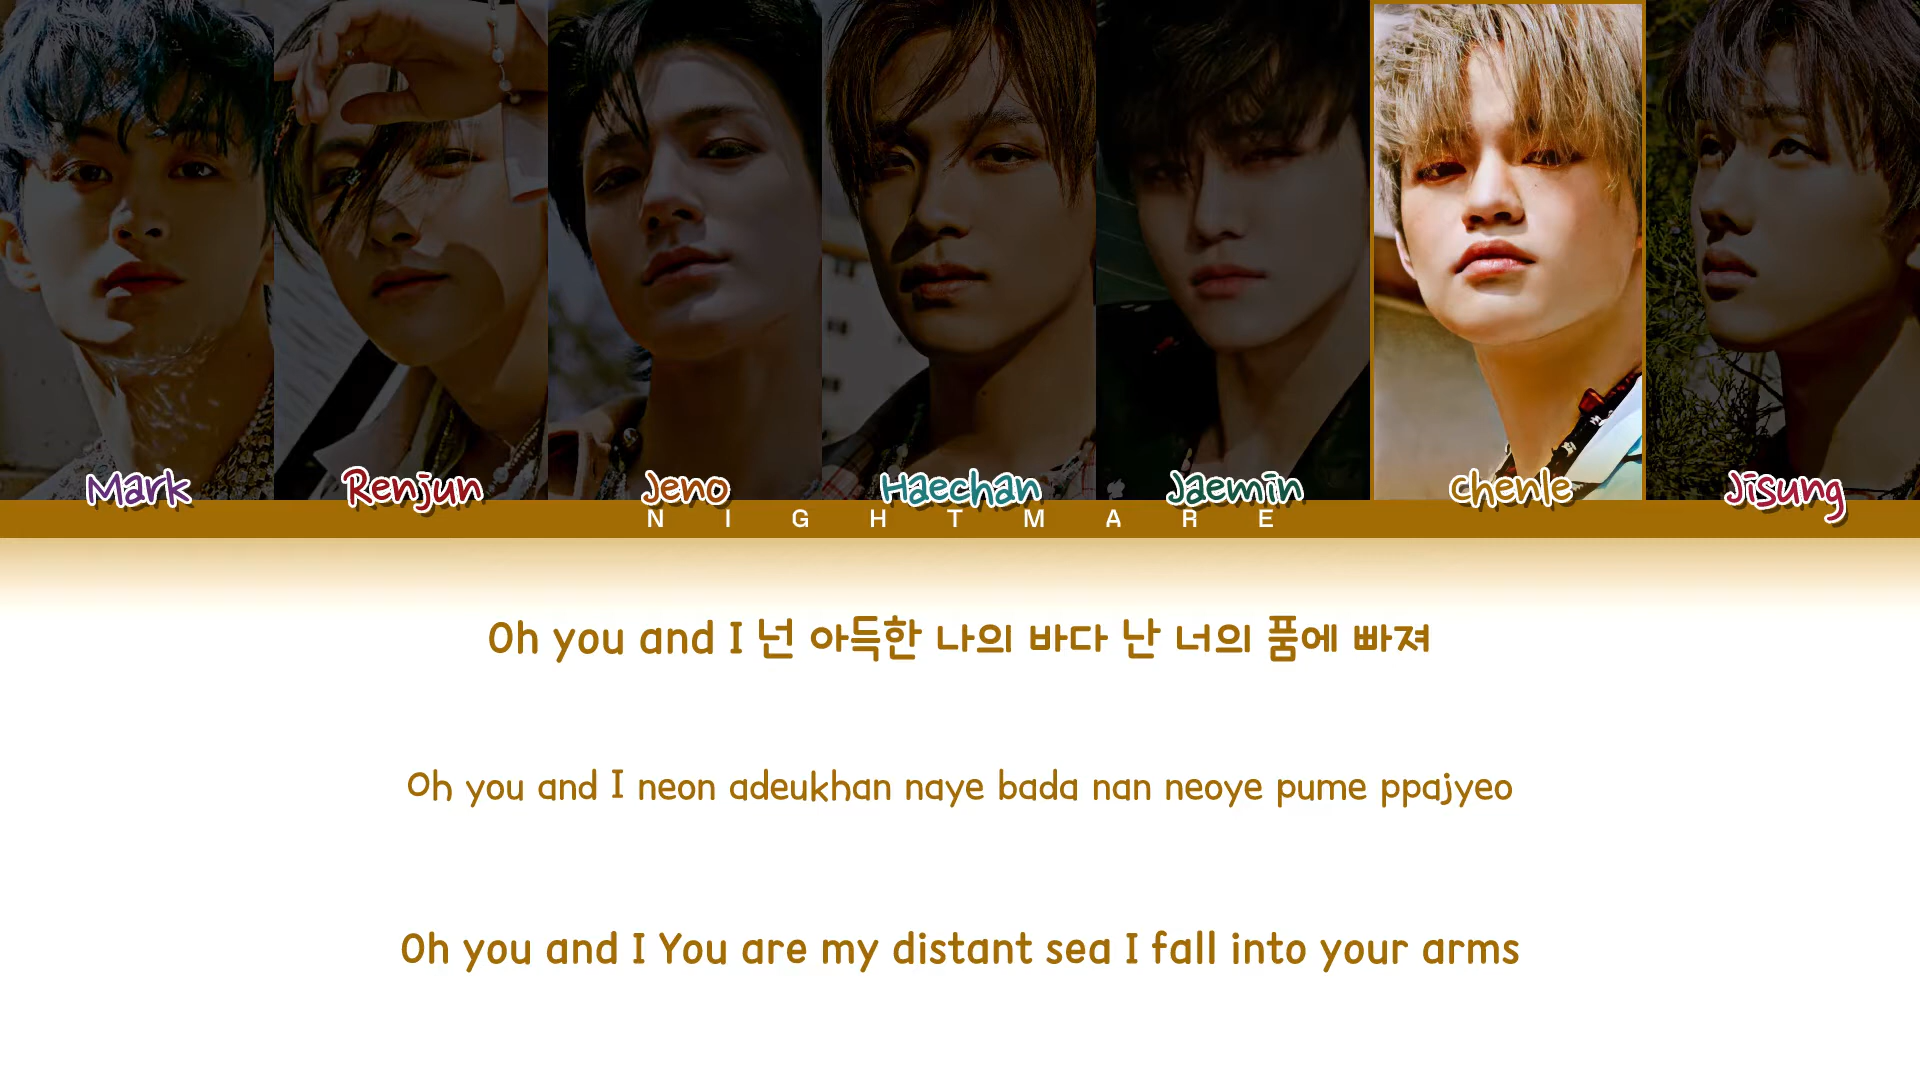 Mark Renjun Jeno Haechan Jaemin Chenle Jisung
NIGHTMARE
Oh you and I 넌 아득한 나의 바다 난 너의 품에 빠져
Oh you and I neon adeukhan naye bada nan neoye pume ppajyeo
Oh you and I You are my distant sea I fall into your arms